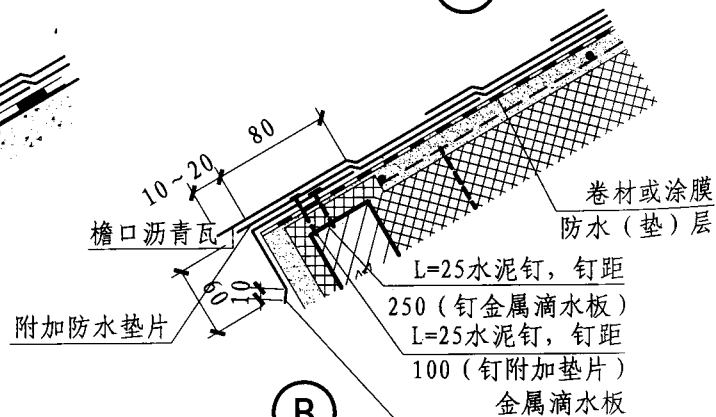 80
10~20
檐口沥青瓦
60
10
附加防水垫片
卷材或涂膜
防水（垫）层
L=25水泥钉，钉距
250（钉金属滴水板）
L=25水泥钉，钉距
100（钉附加垫片）
金属滴水板
B